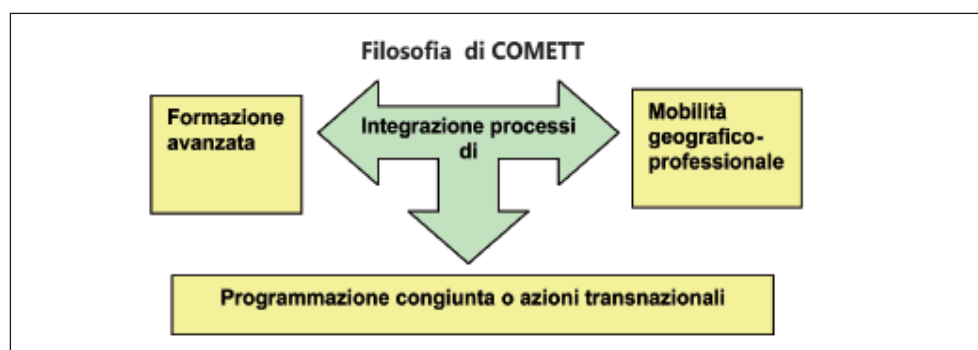 Filosofia di COMETT
Formazione
avanzata
Integrazione processi
di
Mobilità
geografico-
professionale
Programmazione congiunta o azioni transnazionali